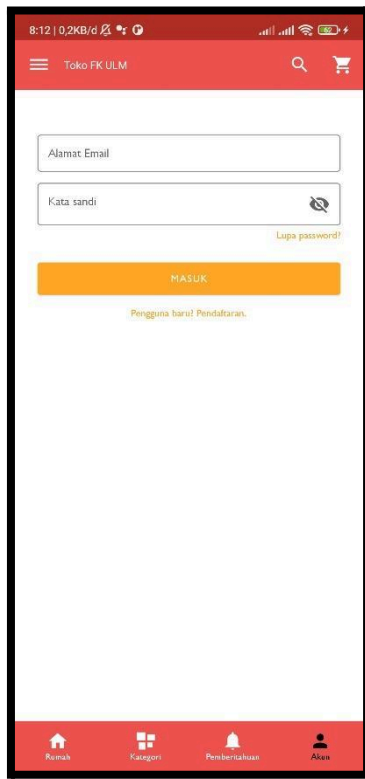 8:12 | 0,2KB/d
62
Toko FK ULM
Alamat Email
Kata sandi
Lupa password?
MASUK
Pengguna baru? Pendaftaran.
Rumah
Kategori
Pemberitahuan
Akun